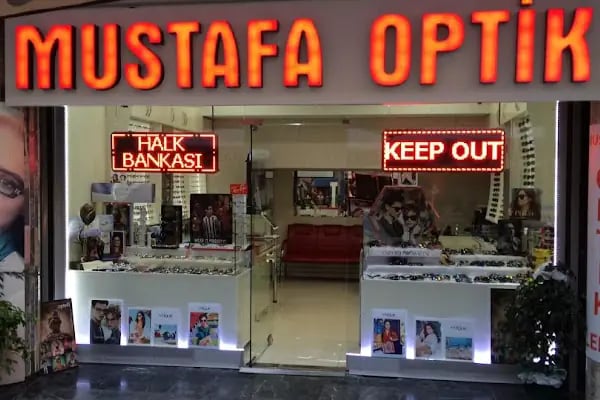 MUSTAFA OPTİK
HALK
BANKASI
KEEP OUT